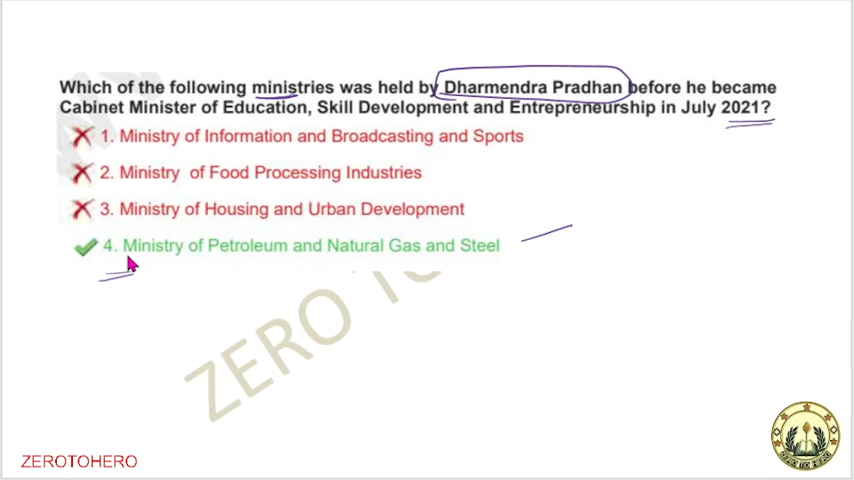 Which of the following ministries was held by Dharmendra Pradhan before he became
Cabinet Minister of Education, Skill Development and Entrepreneurship in July 2021?
1. Ministry of Information and Broadcasting and Sports
2. Ministry of Food Processing Industries
3. Ministry of Housing and Urban Development
4. Ministry of Petroleum and Natural Gas and Steel
ZERO TO
ZEROTOHERO